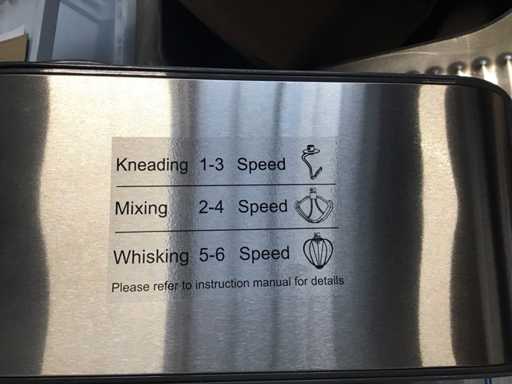 Kneading 1-3 Speed
Mixing 2-4 Speed
Whisking 5-6 Speed
Please refer to instruction manual for details